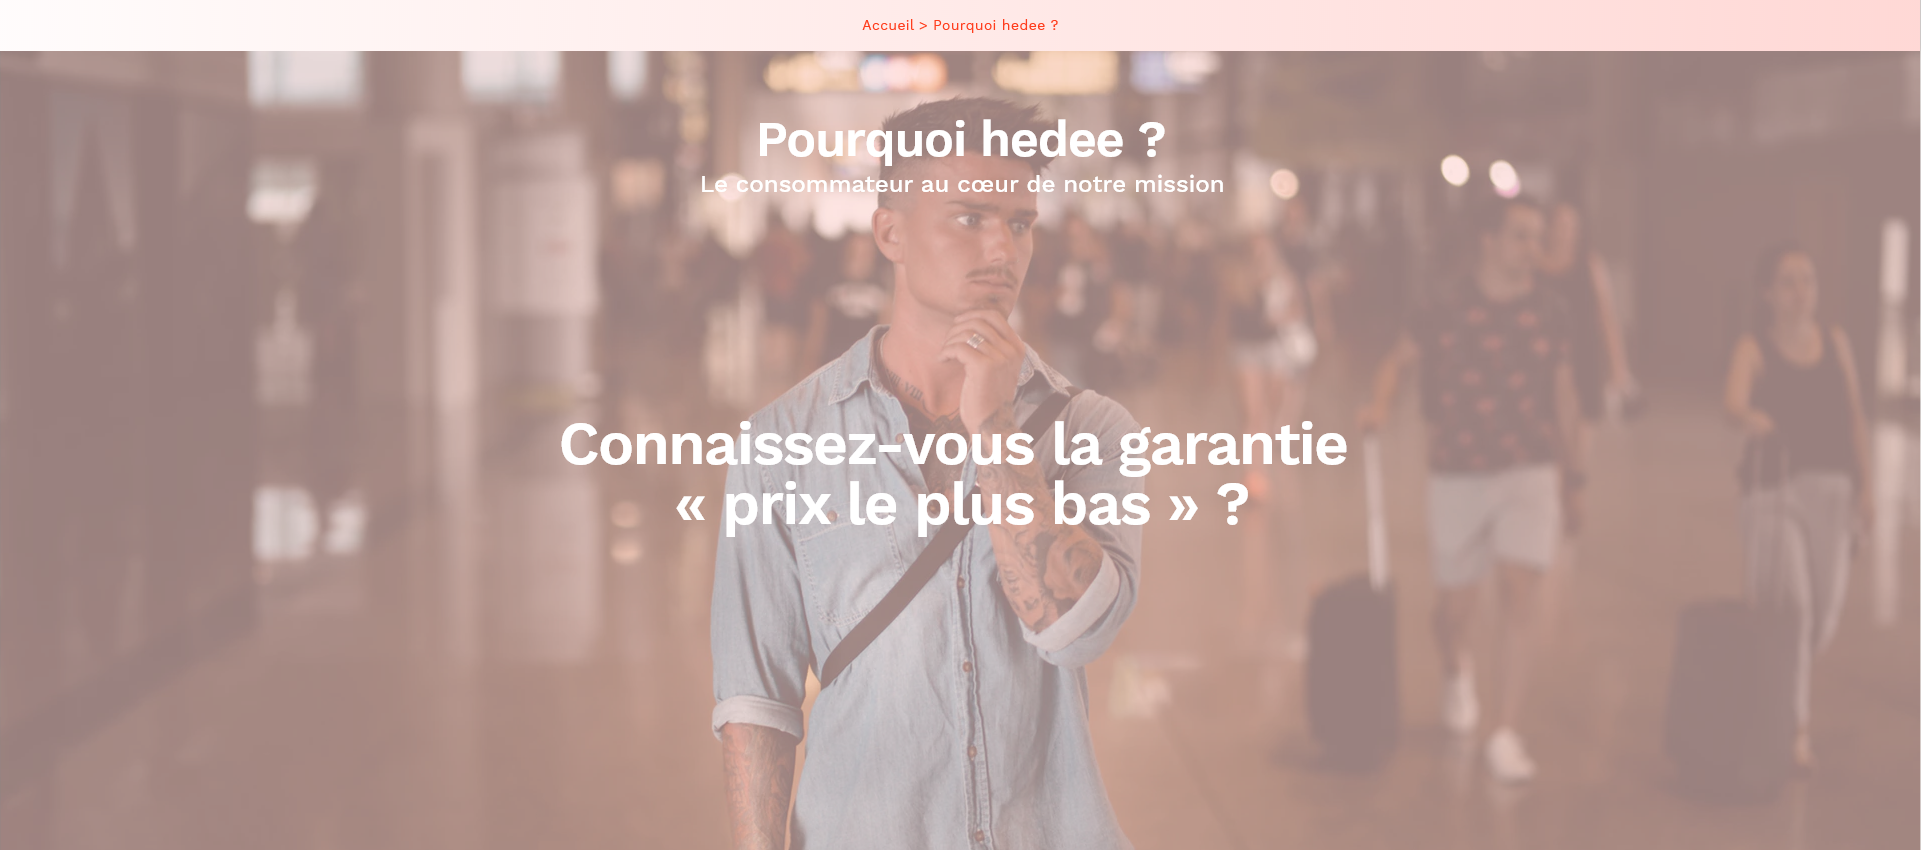 Accueil > Pourquoi hedee ?
Pourquoi hedee ?
Le consommateur au cœur de notre mission
Connaissez-vous la garantie
« prix le plus bas » ?